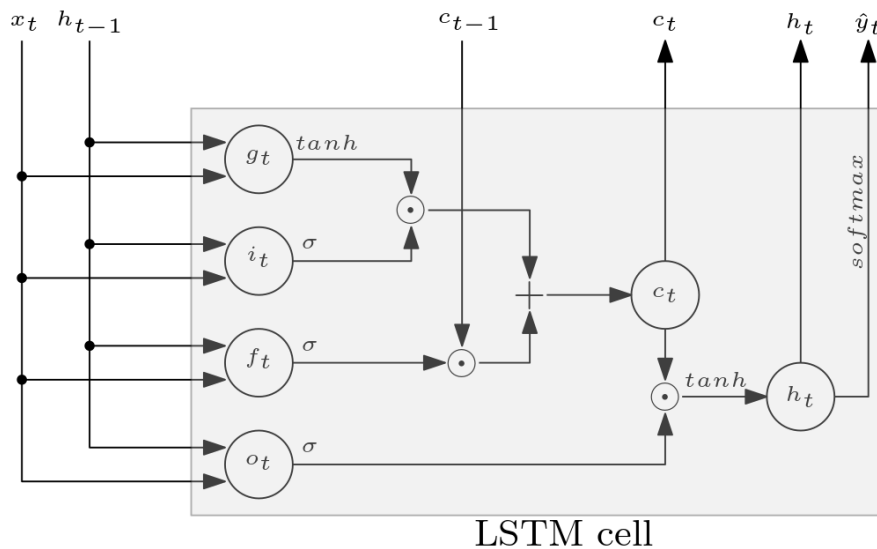 x_t h_{t-1} c_{t-1} c_t h_t ŷ_t
g_t tanh
⊙
i_t σ
softmax
+ c_t
f_t σ ⊙
⊙ tanh h_t
o_t σ
LSTM cell